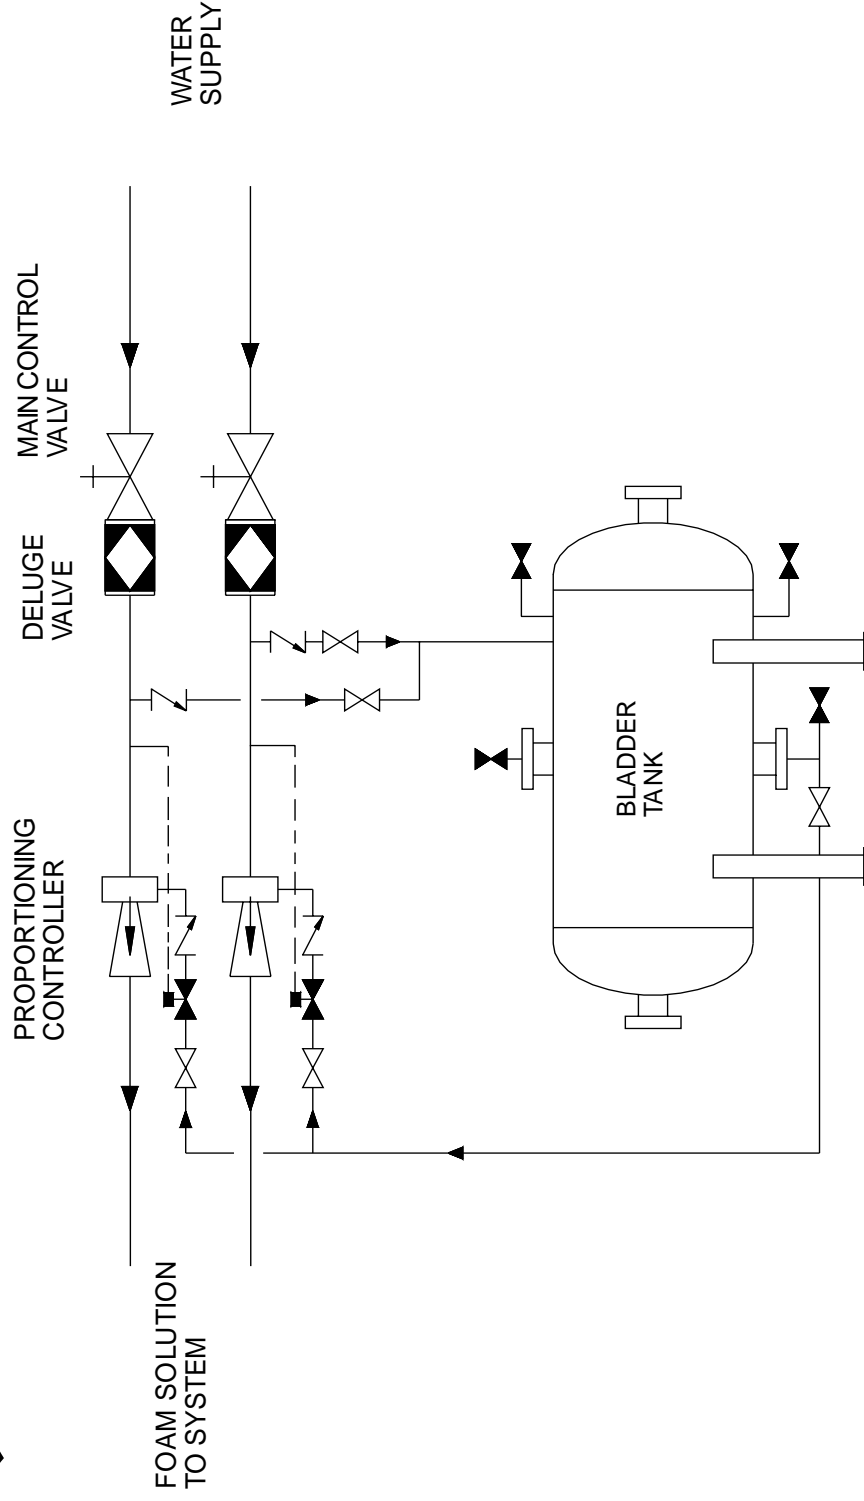 WATER
SUPPLY
MAIN CONTROL
VALVE
DELUGE
VALVE
PROPORTIONING
CONTROLLER
BLADDER
TANK
FOAM SOLUTION
TO SYSTEM